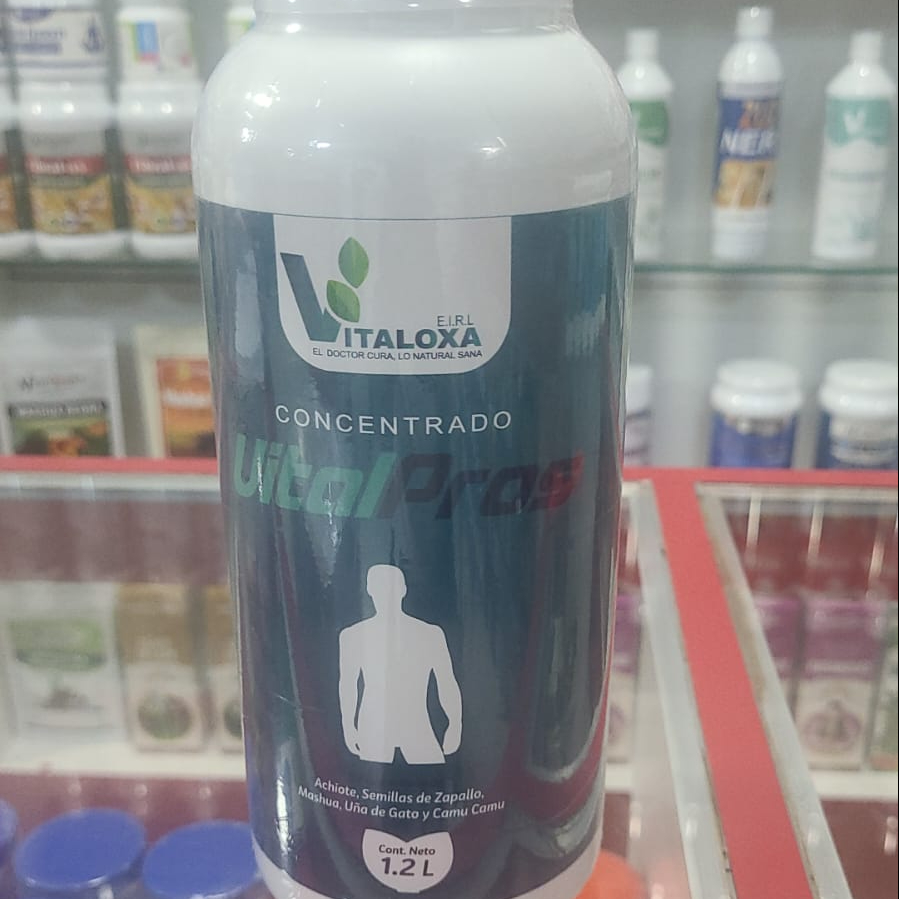 VITALOXA
E.I.R.L
EL DOCTOR CURA, LO NATURAL SANA
CONCENTRADO
VitalPros
Achiote, Semillas de Zapallo,
Mashua, Uña de Gato y Camu Camu
Cont. Neto
1.2 L